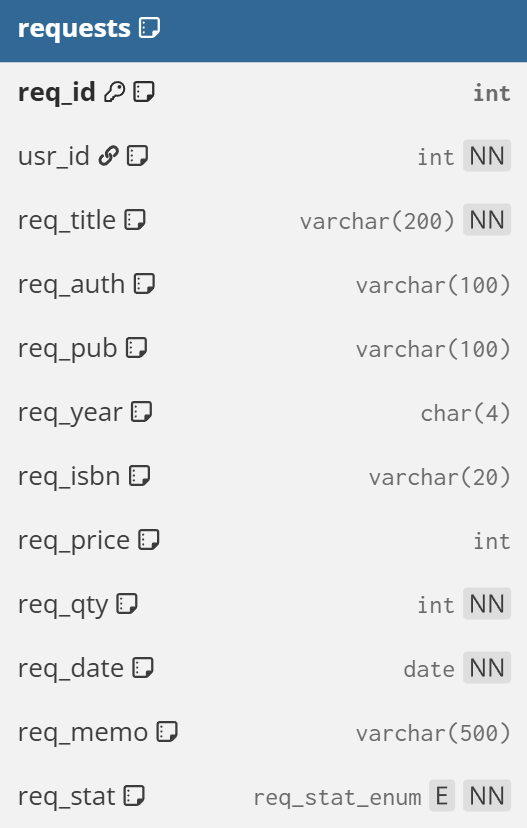 requests
req_id int
usr_id int NN
req_title varchar(200) NN
req_auth varchar(100)
req_pub varchar(100)
req_year char(4)
req_isbn varchar(20)
req_price int
req_qty int NN
req_date date NN
req_memo varchar(500)
req_stat req_stat_enum E NN